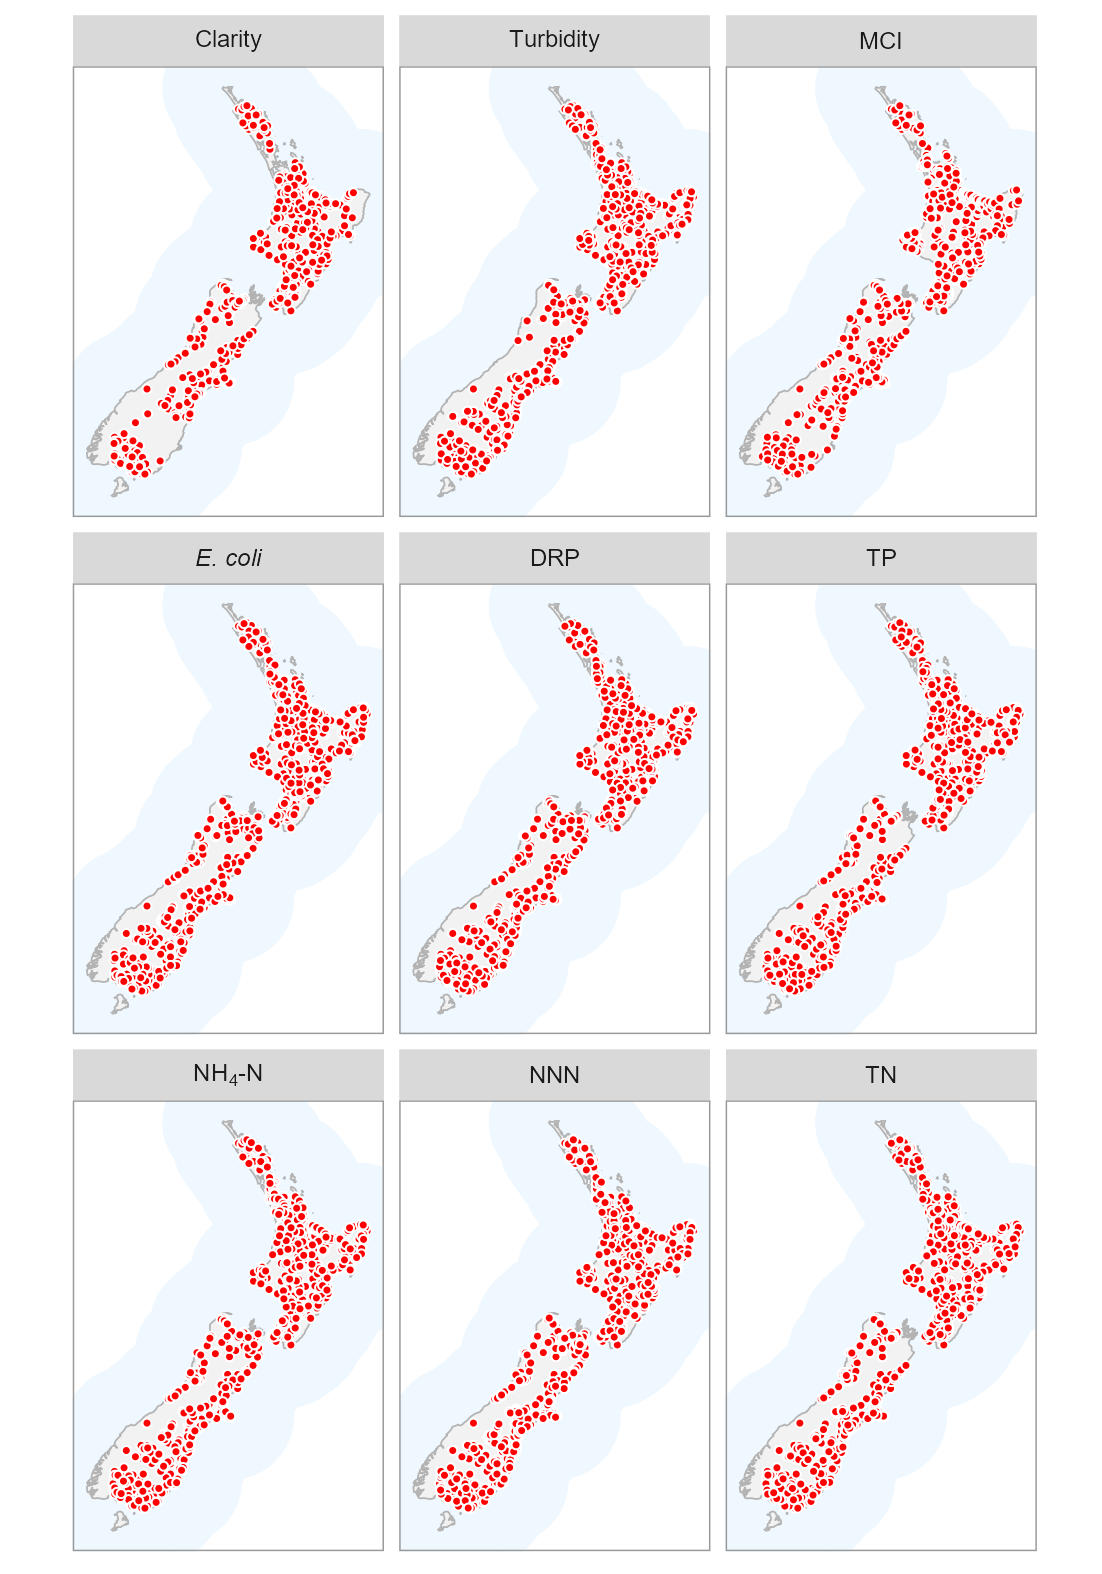 Clarity
Turbidity
MCI
E. coli
DRP
TP
NH₄-N
NNN
TN